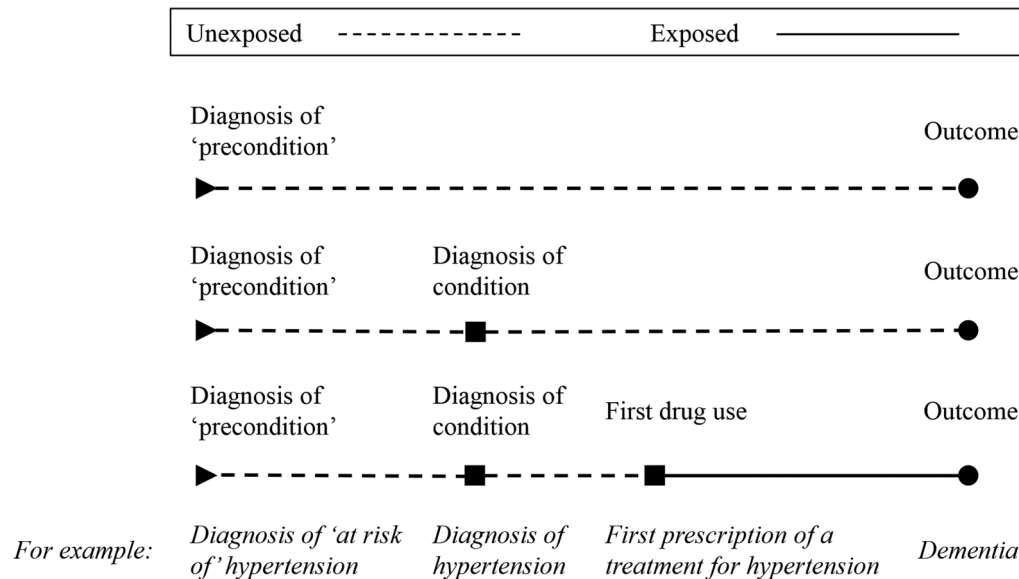 Unexposed Exposed
Diagnosis of
‘precondition’ Outcome
Diagnosis of Diagnosis of
‘precondition’ condition Outcome
Diagnosis of Diagnosis of
‘precondition’ condition First drug use Outcome
Diagnosis of ‘at risk Diagnosis of First prescription of a
For example: of’ hypertension hypertension treatment for hypertension Dementia